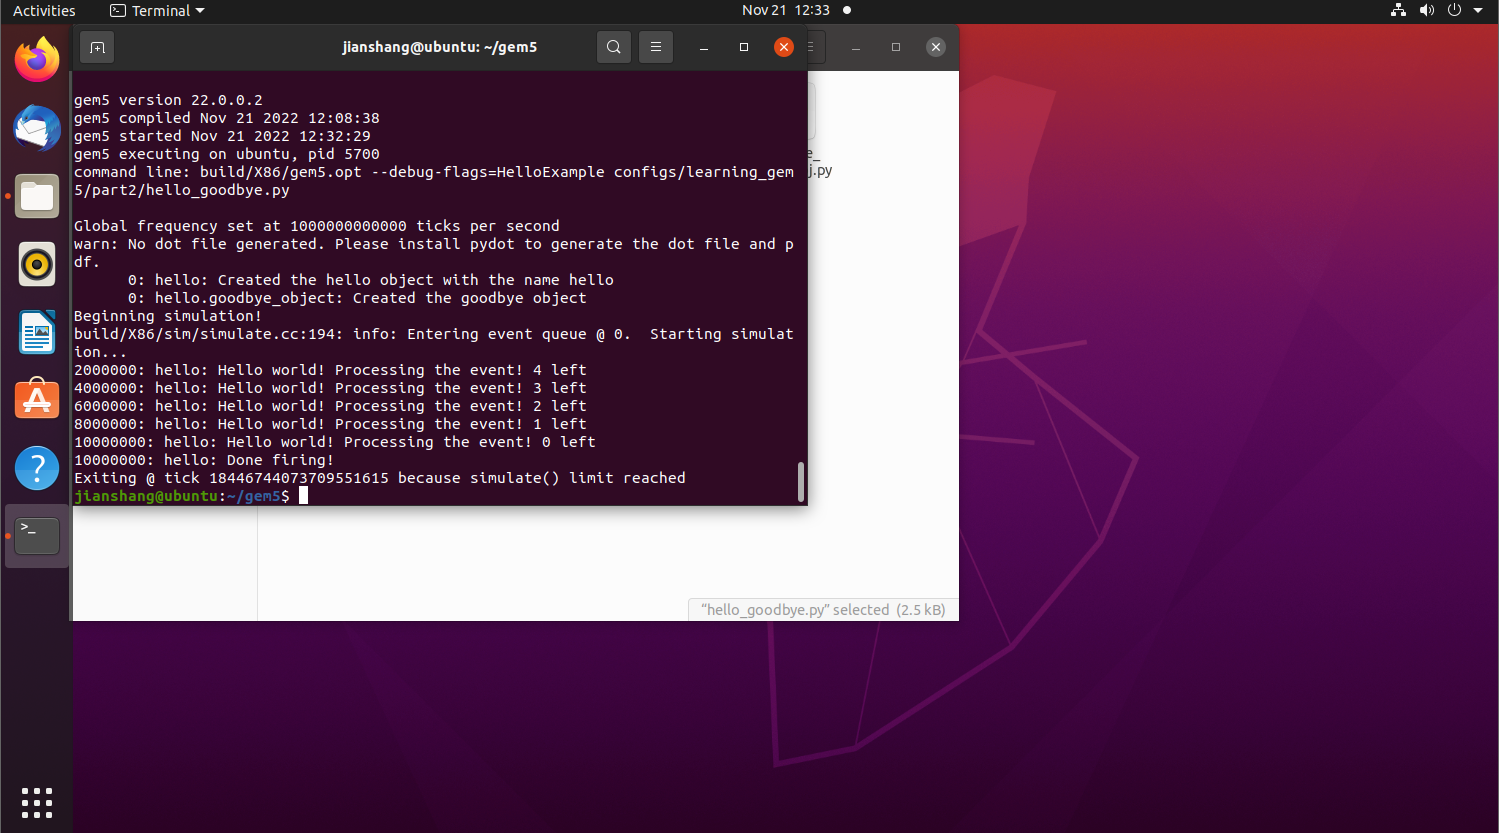 Activities
Terminal
Nov 21 12:33
jianshang@ubuntu: ~/gem5
gem5 version 22.0.0.2
gem5 compiled Nov 21 2022 12:08:38
gem5 started Nov 21 2022 12:32:29
gem5 executing on ubuntu, pid 5700
command line: build/X86/gem5.opt --debug-flags=HelloExample configs/learning_gem
5/part2/hello_goodbye.py
Global frequency set at 1000000000000 ticks per second
warn: No dot file generated. Please install pydot to generate the dot file and p
df.
0: hello: Created the hello object with the name hello
0: hello.goodbye_object: Created the goodbye object
Beginning simulation!
build/X86/sim/simulate.cc:194: info: Entering event queue @ 0.  Starting simulat
ion...
2000000: hello: Hello world! Processing the event! 4 left
4000000: hello: Hello world! Processing the event! 3 left
6000000: hello: Hello world! Processing the event! 2 left
8000000: hello: Hello world! Processing the event! 1 left
10000000: hello: Hello world! Processing the event! 0 left
10000000: hello: Done firing!
Exiting @ tick 18446744073709551615 because simulate() limit reached
jianshang@ubuntu:~/gem5$
j.py
“hello_goodbye.py” selected (2.5 kB)